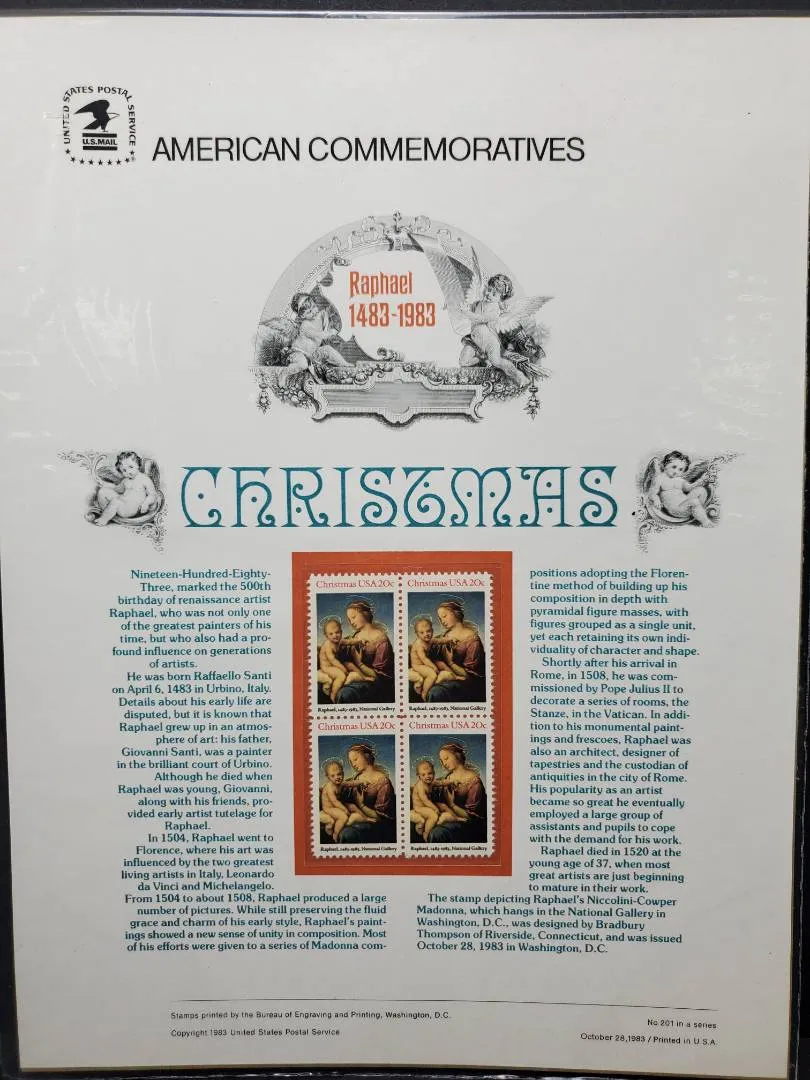 UNITED STATES POSTAL SERVICE
U.S.MAIL
AMERICAN COMMEMORATIVES
Raphael
1483-1983
CHRISTMAS
Nineteen-Hundred-Eighty-
Three, marked the 500th
birthday of renaissance artist
Raphael, who was not only one
of the greatest painters of his
time, but who also had a pro-
found influence on generations
of artists.
He was born Raffaello Santi
on April 6, 1483 in Urbino, Italy.
Details about his early life are
disputed, but it is known that
Raphael grew up in an atmos-
phere of art: his father,
Giovanni Santi, was a painter
in the brilliant court of Urbino.
Although he died when
Raphael was young, Giovanni,
along with his friends, pro-
vided early artist tutelage for
Raphael.
In 1504, Raphael went to
Florence, where his art was
influenced by the two greatest
living artists in Italy, Leonardo
da Vinci and Michelangelo.
From 1504 to about 1508, Raphael produced a large
number of pictures. While still preserving the fluid
grace and charm of his early style, Raphael's paint-
ings showed a new sense of unity in composition. Most
of his efforts were given to a series of Madonna com-
Christmas USA 20c
Raphael, 1483-1983, National Gallery
Christmas USA 20c
Raphael, 1483-1983, National Gallery
Christmas USA 20c
Raphael, 1483-1983, National Gallery
Christmas USA 20c
Raphael, 1483-1983, National Gallery
positions adopting the Floren-
tine method of building up his
composition in depth with
pyramidal figure masses, with
figures grouped as a single unit,
yet each retaining its own indi-
viduality of character and shape.
Shortly after his arrival in
Rome, in 1508, he was com-
missioned by Pope Julius II to
decorate a series of rooms, the
Stanze, in the Vatican. In addi-
tion to his monumental paint-
ings and frescoes, Raphael was
also an architect, designer of
tapestries and the custodian of
antiquities in the city of Rome.
His popularity as an artist
became so great he eventually
employed a large group of
assistants and pupils to cope
with the demand for his work.
Raphael died in 1520 at the
young age of 37, when most
great artists are just beginning
to mature in their work.
The stamp depicting Raphael's Niccolini-Cowper
Madonna, which hangs in the National Gallery in
Washington, D.C., was designed by Bradbury
Thompson of Riverside, Connecticut, and was issued
October 28, 1983 in Washington, D.C.
Stamps printed by the Bureau of Engraving and Printing, Washington, D.C.
Copyright 1983 United States Postal Service
No 201 in a series
October 28,1983 / Printed in U.S.A.